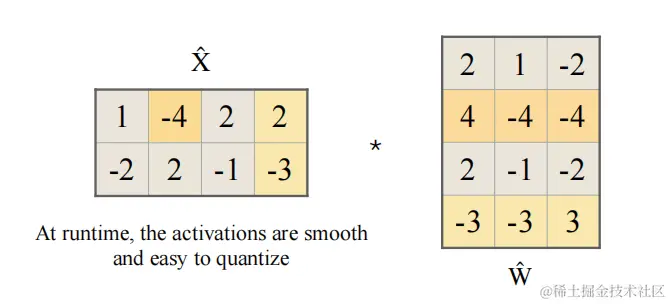 X̂
1 -4 2 2
-2 2 -1 -3
*
2 1 -2
4 -4 -4
2 -1 -2
-3 -3 3
Ŵ
At runtime, the activations are smooth
and easy to quantize
@稀土掘金技术社区